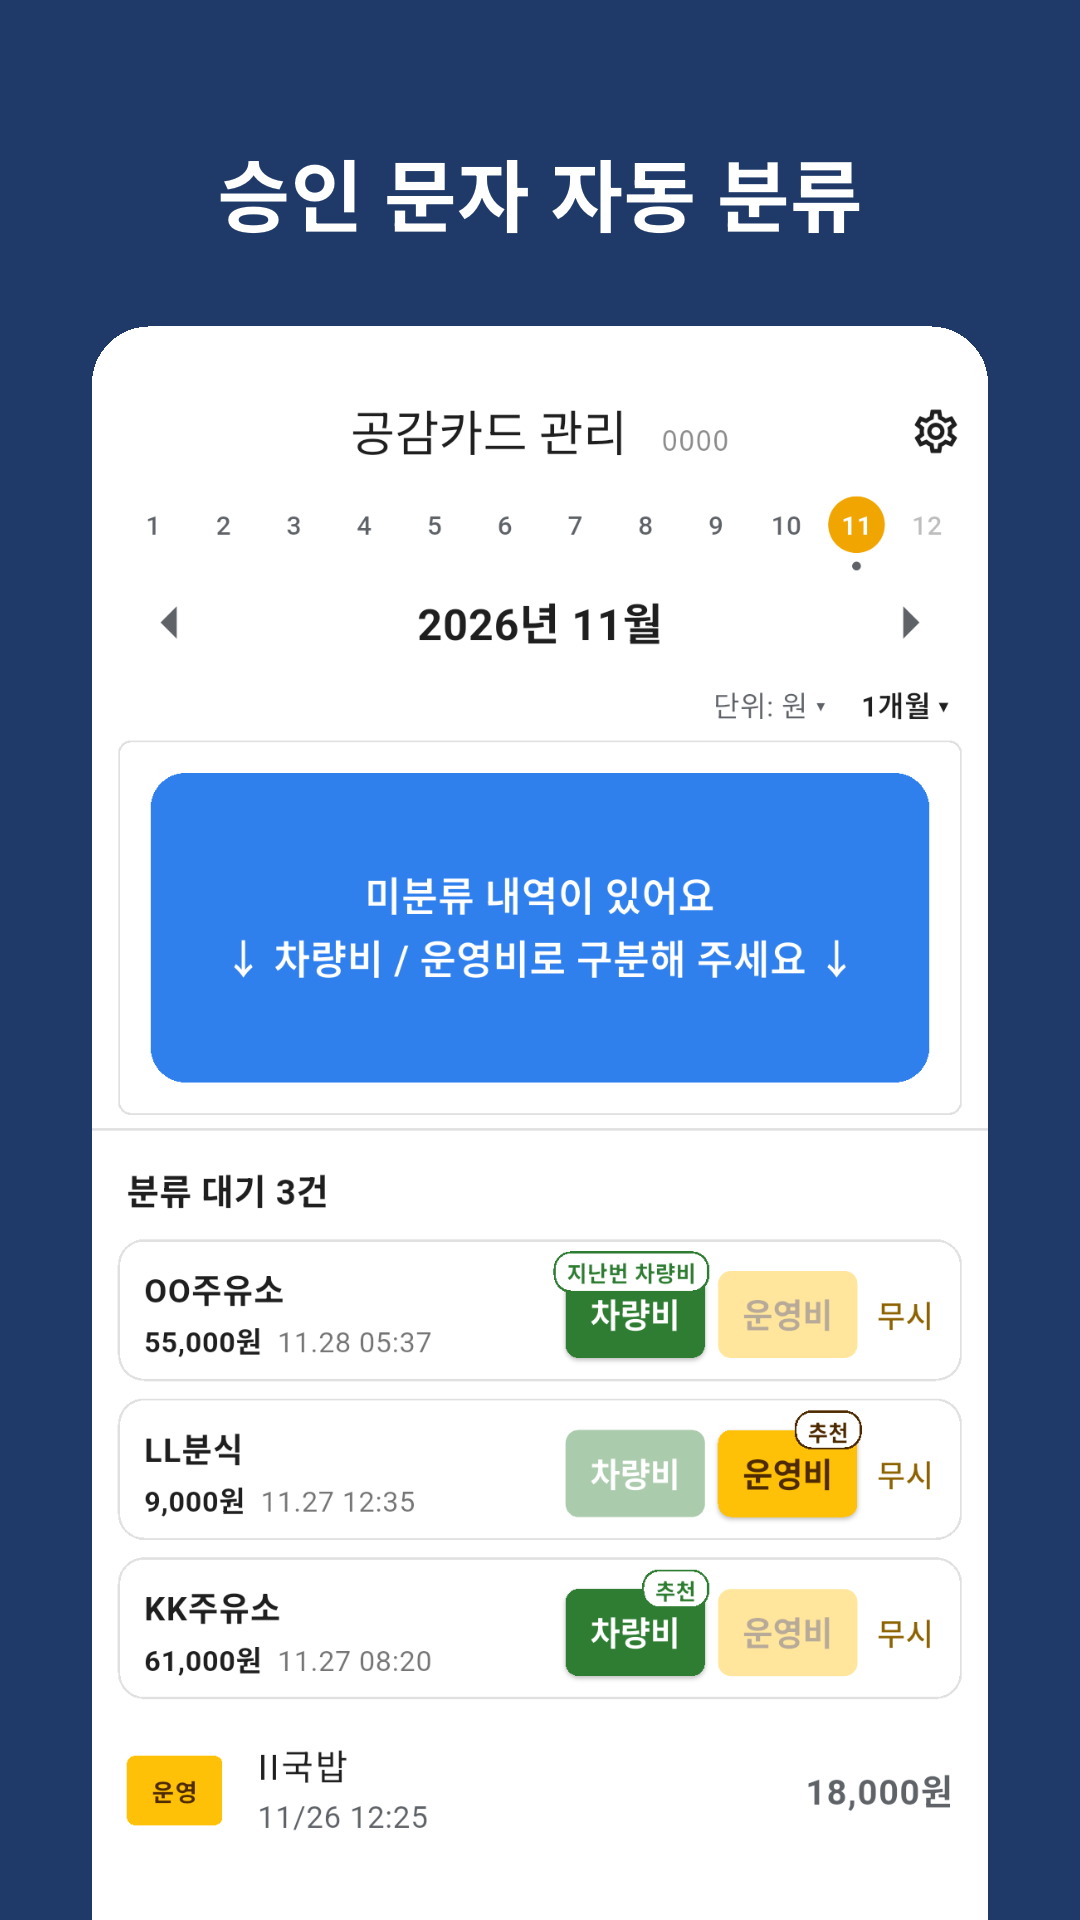 승인 문자 자동 분류
공감카드 관리 0000
1 2 3 4 5 6 7 8 9 10 11 12
2026년 11월
단위: 원 ▾ 1개월 ▾
미분류 내역이 있어요
↓ 차량비 / 운영비로 구분해 주세요 ↓
분류 대기 3건
지난번 차량비
OO주유소 차량비 운영비 무시
55,000원 11.28 05:37
추천
LL분식 차량비 운영비 무시
9,000원 11.27 12:35
추천
KK주유소 차량비 운영비 무시
61,000원 11.27 08:20
II국밥
운영 18,000원
11/26 12:25